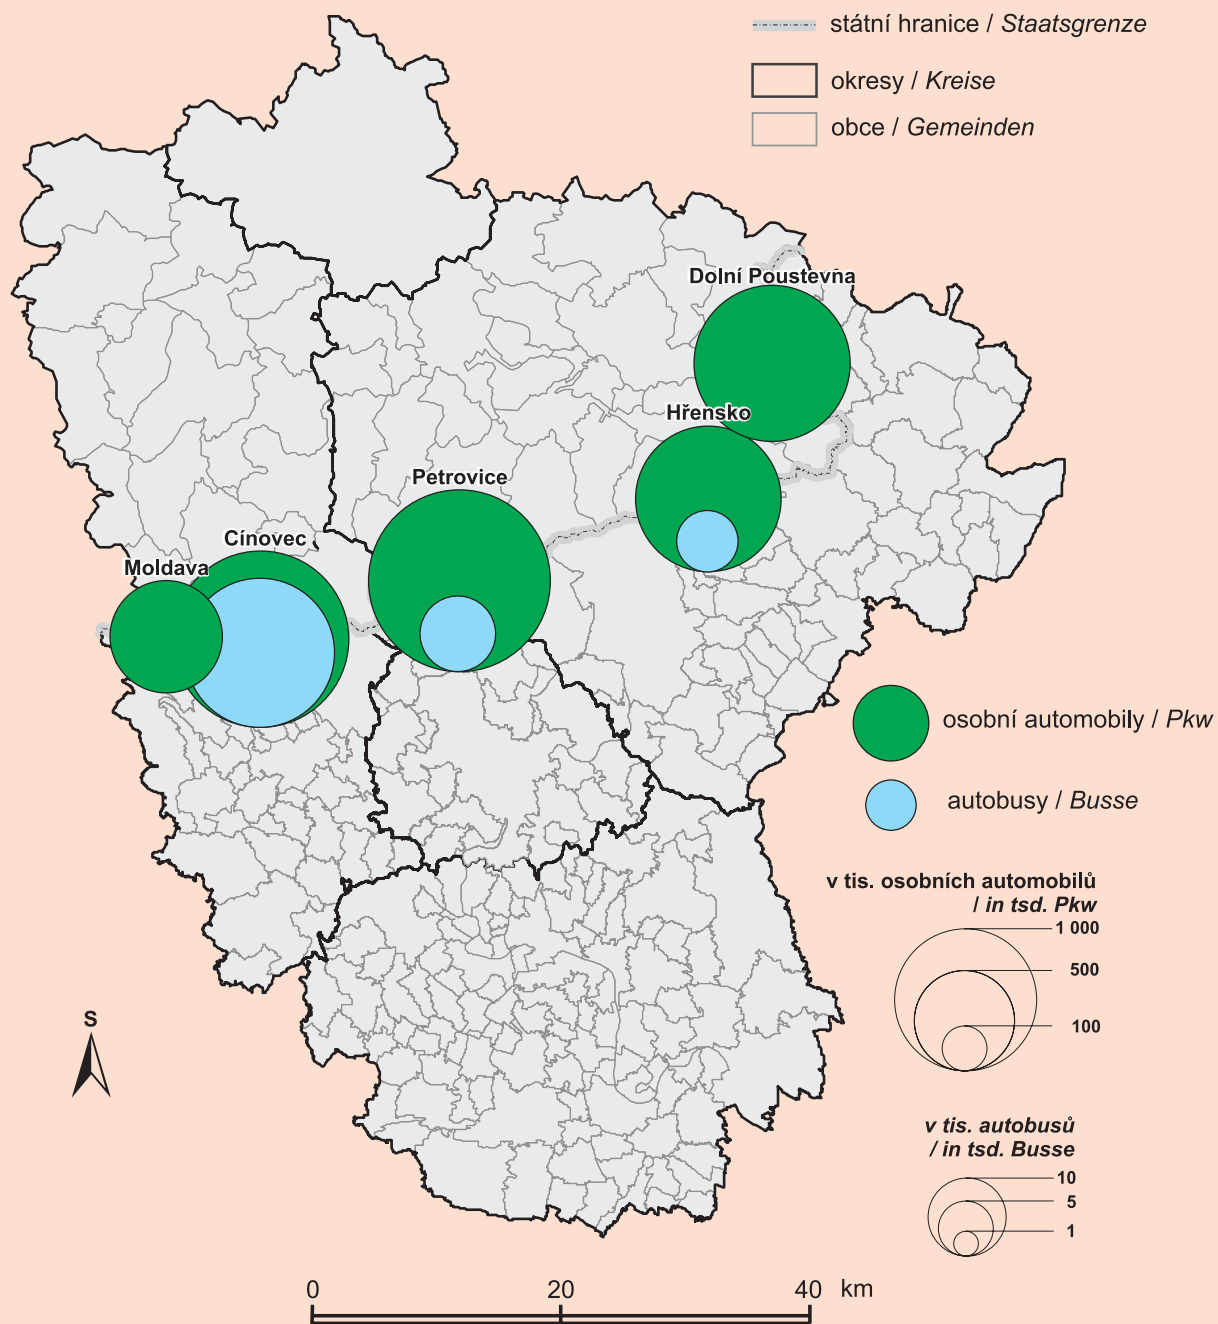 státní hranice / Staatsgrenze
okresy / Kreise
obce / Gemeinden
Dolní Poustevna
Hřensko
Petrovice
Cínovec
Moldava
osobní automobily / Pkw
autobusy / Busse
v tis. osobních automobilů
/ in tsd. Pkw
1 000
500
100
S
v tis. autobusů
/ in tsd. Busse
10
5
1
0 20 40 km